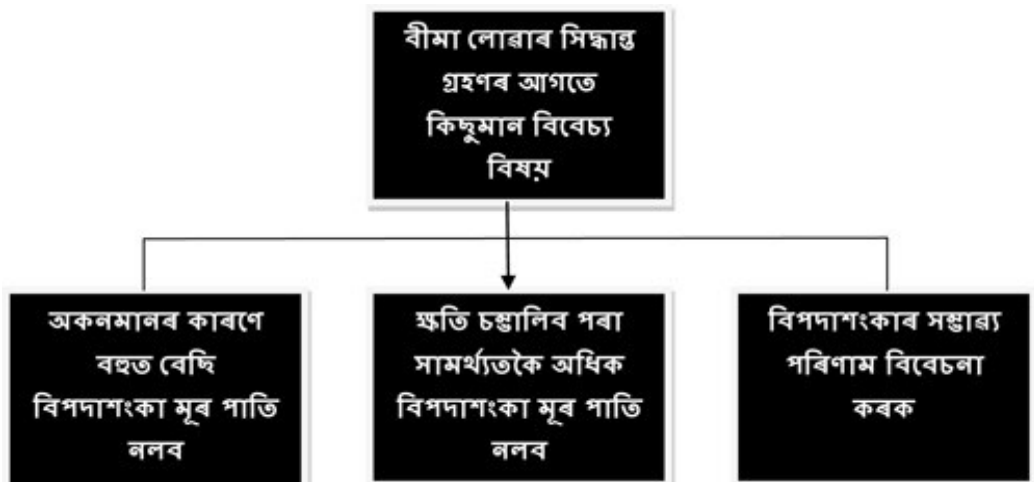 বীমা লোৱাৰ সিদ্ধান্ত
গ্ৰহণৰ আগতে
কিছুমান বিবেচ্য
বিষয়
অকনমানৰ কাৰণে
বহুত বেছি
বিপদাশংকা মূৰ পাতি
নলব
ক্ষতি চম্ভালিব পৰা
সামৰ্থ্যতকৈ অধিক
বিপদাশংকা মূৰ পাতি
নলব
বিপদাশংকাৰ সম্ভাৱ্য
পৰিণাম বিবেচনা
কৰক